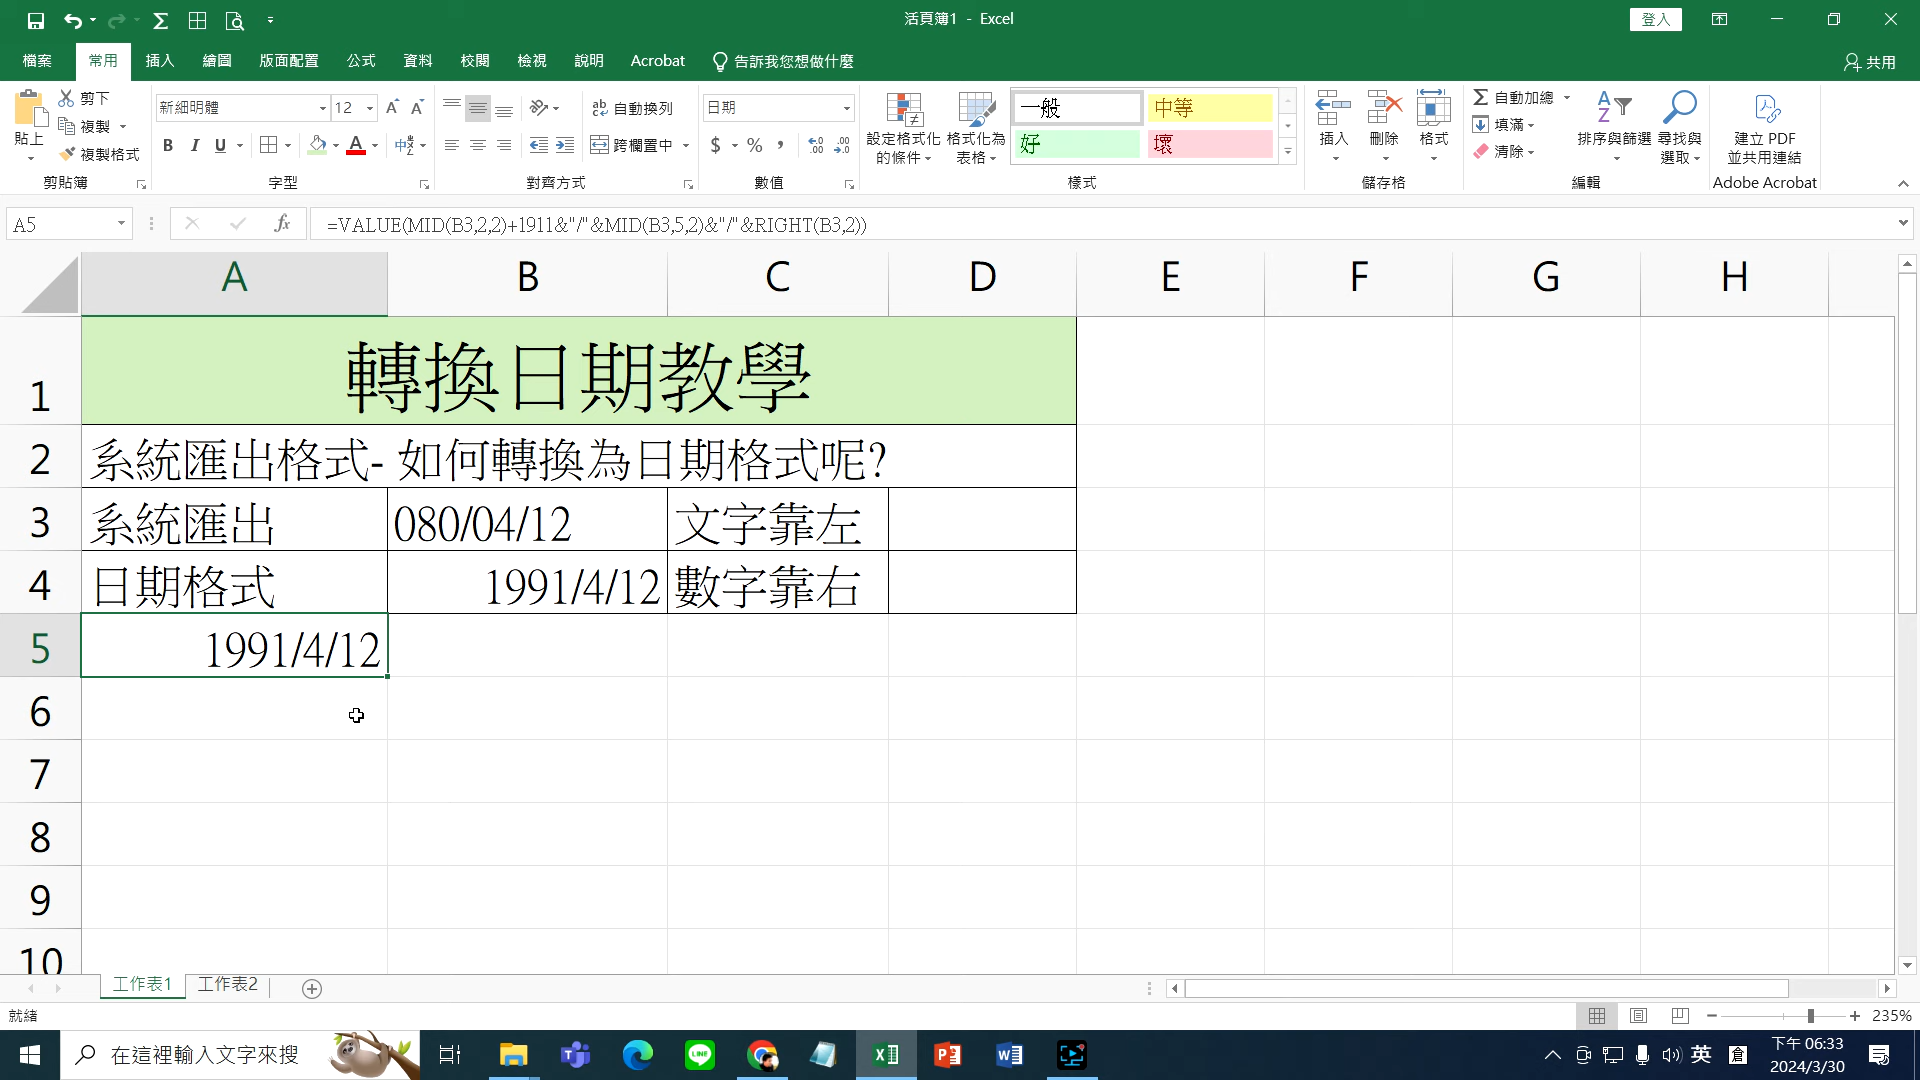 活頁簿1 - Excel
登入
檔案 常用 插入 繪圖 版面配置 公式 資料 校閱 檢視 說明 Acrobat 告訴我您想做什麼 共用
貼上
剪下
複製
複製格式
剪貼簿
新細明體 12 A A
B I U A 中
字型
ab 自動換列
跨欄置中
對齊方式
日期
$ % ,
數值
設定格式化的條件
格式化為表格
一般 中等
好 壞
樣式
插入 刪除 格式
儲存格
自動加總
填滿
清除
排序與篩選 尋找與選取
編輯
建立 PDF
並共用連結
Adobe Acrobat
A5 fx =VALUE(MID(B3,2,2)+1911&"/"&MID(B3,5,2)&"/"&RIGHT(B3,2))
A B C D E F G H
1 轉換日期教學
2 系統匯出格式- 如何轉換為日期格式呢?
3 系統匯出 080/04/12 文字靠左
4 日期格式 1991/4/12 數字靠右
5 1991/4/12
6
7
8
9
10
工作表1 工作表2
就緒 235%
在這裡輸入文字來搜 英 倉 下午 06:33
2024/3/30